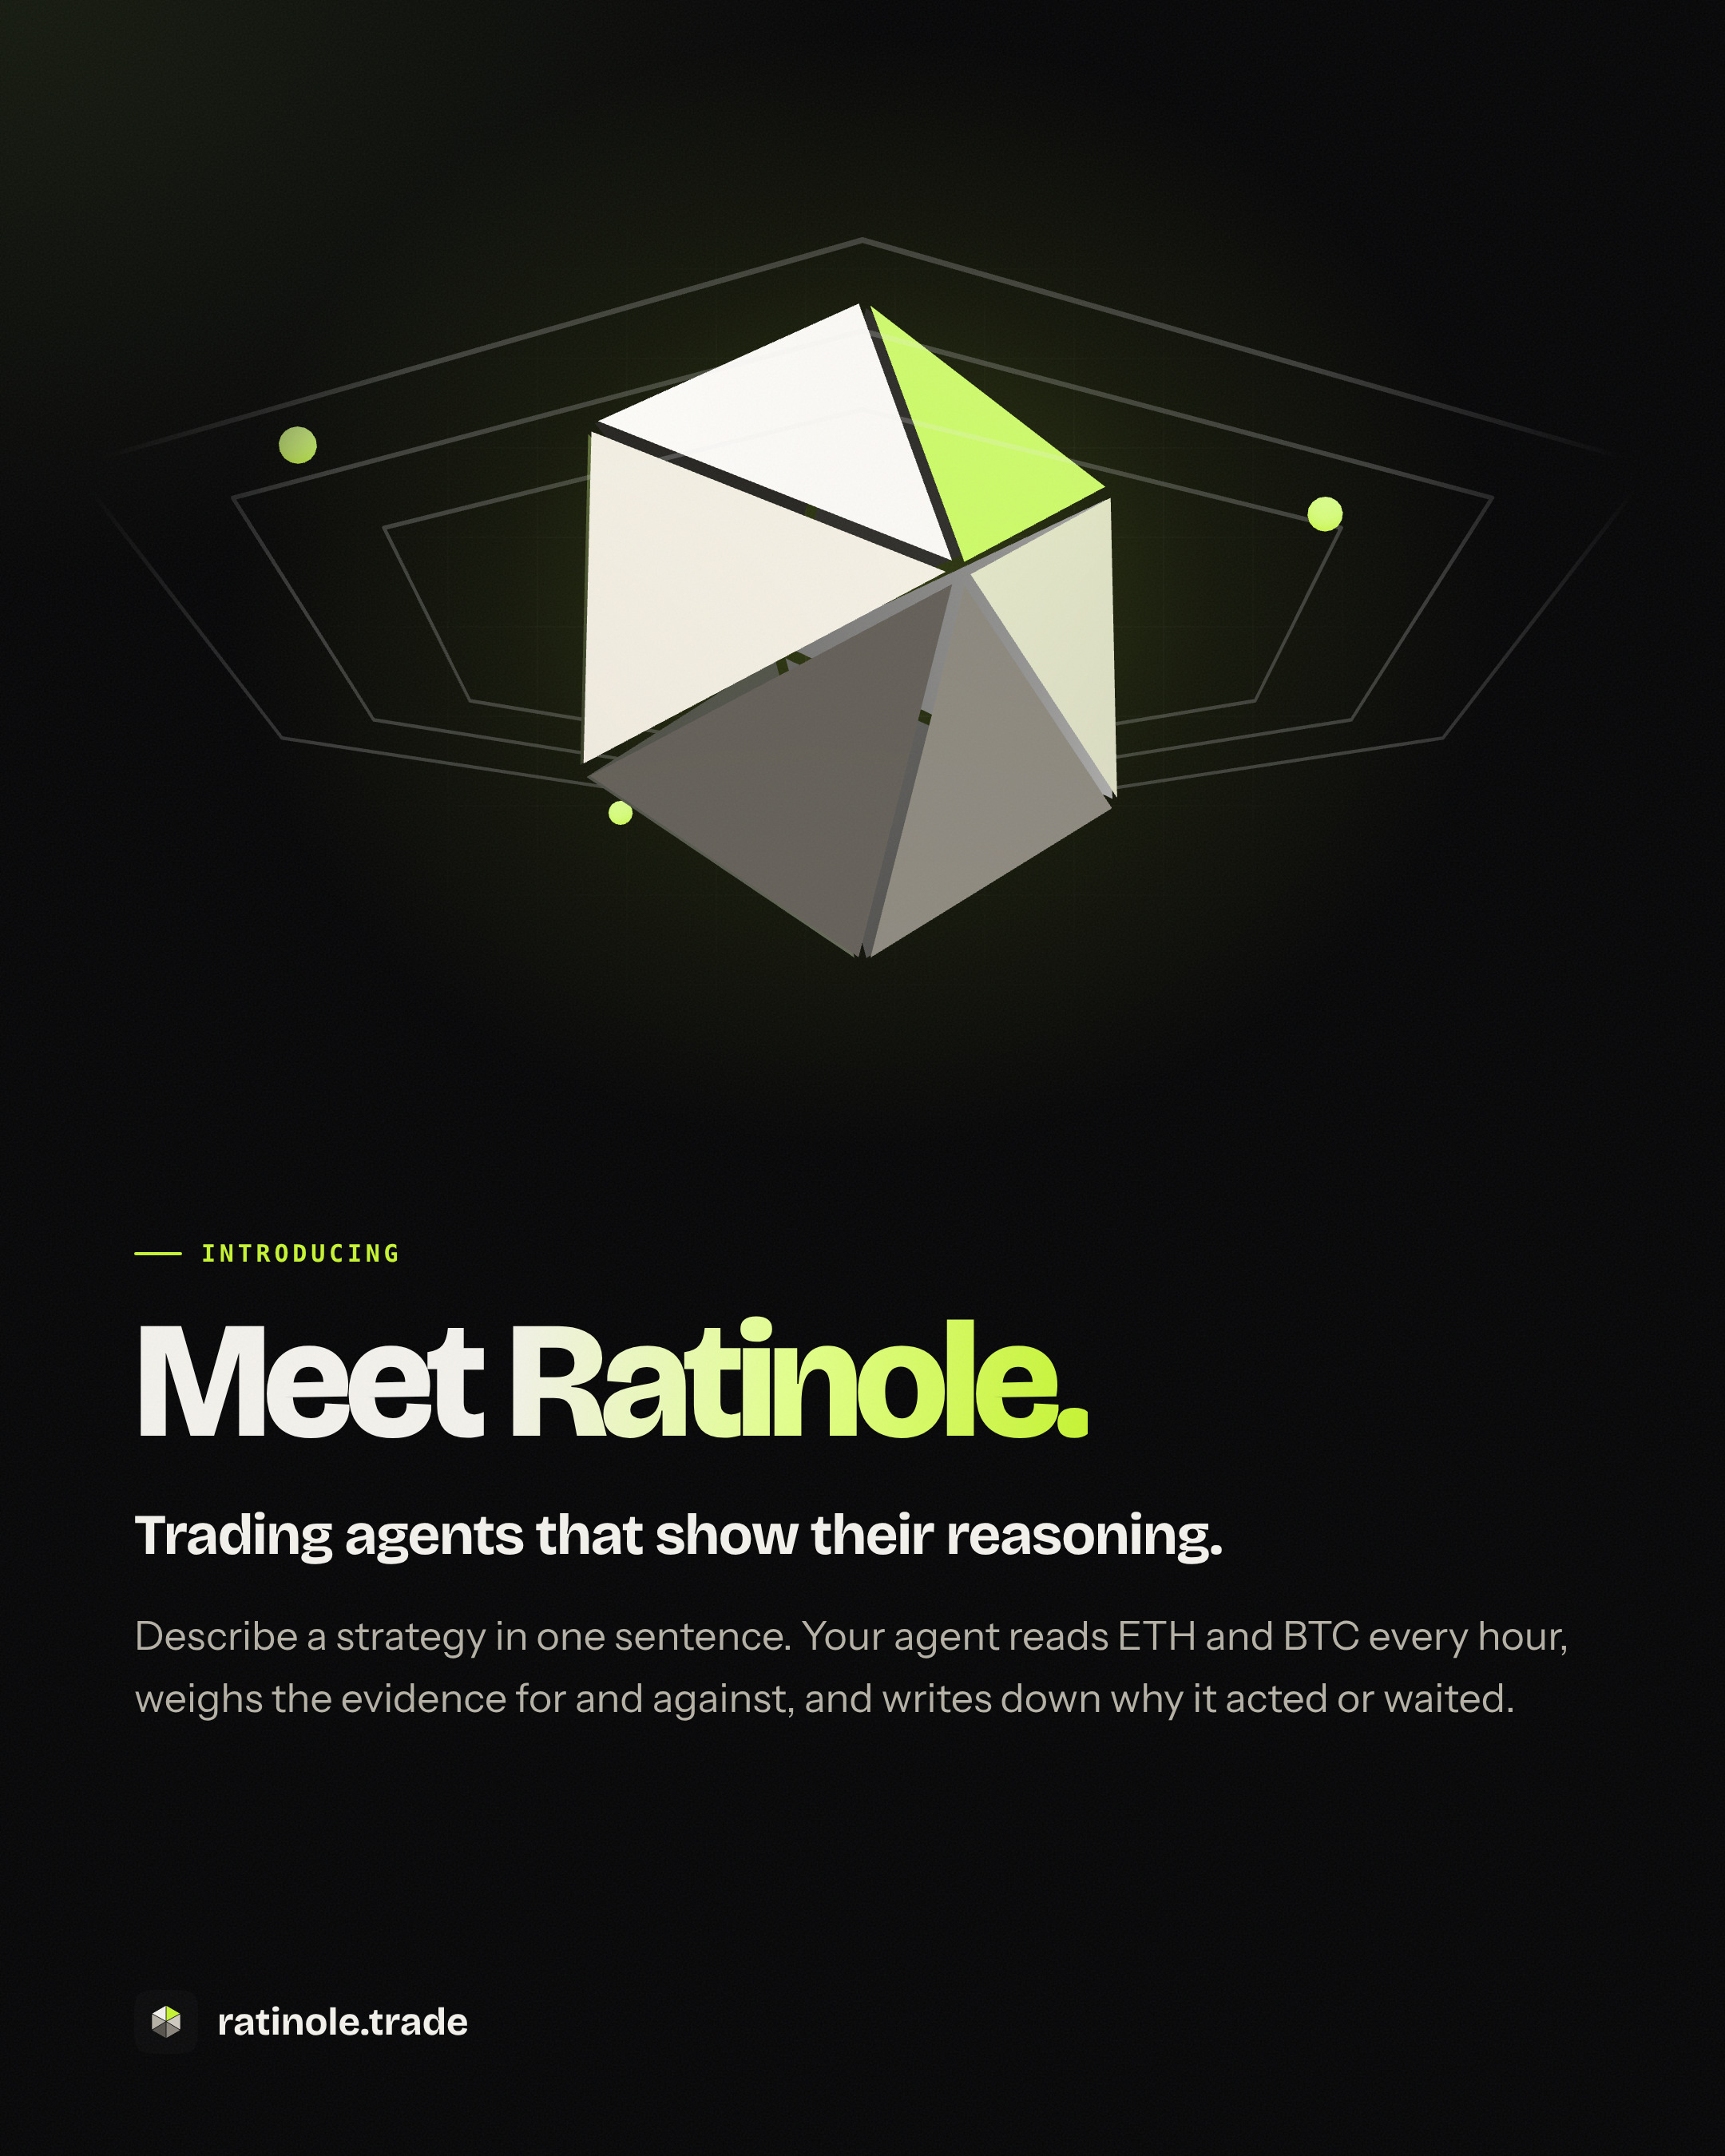 INTRODUCING
Meet Ratinole.
Trading agents that show their reasoning.
Describe a strategy in one sentence. Your agent reads ETH and BTC every hour,
weighs the evidence for and against, and writes down why it acted or waited.
ratinole.trade